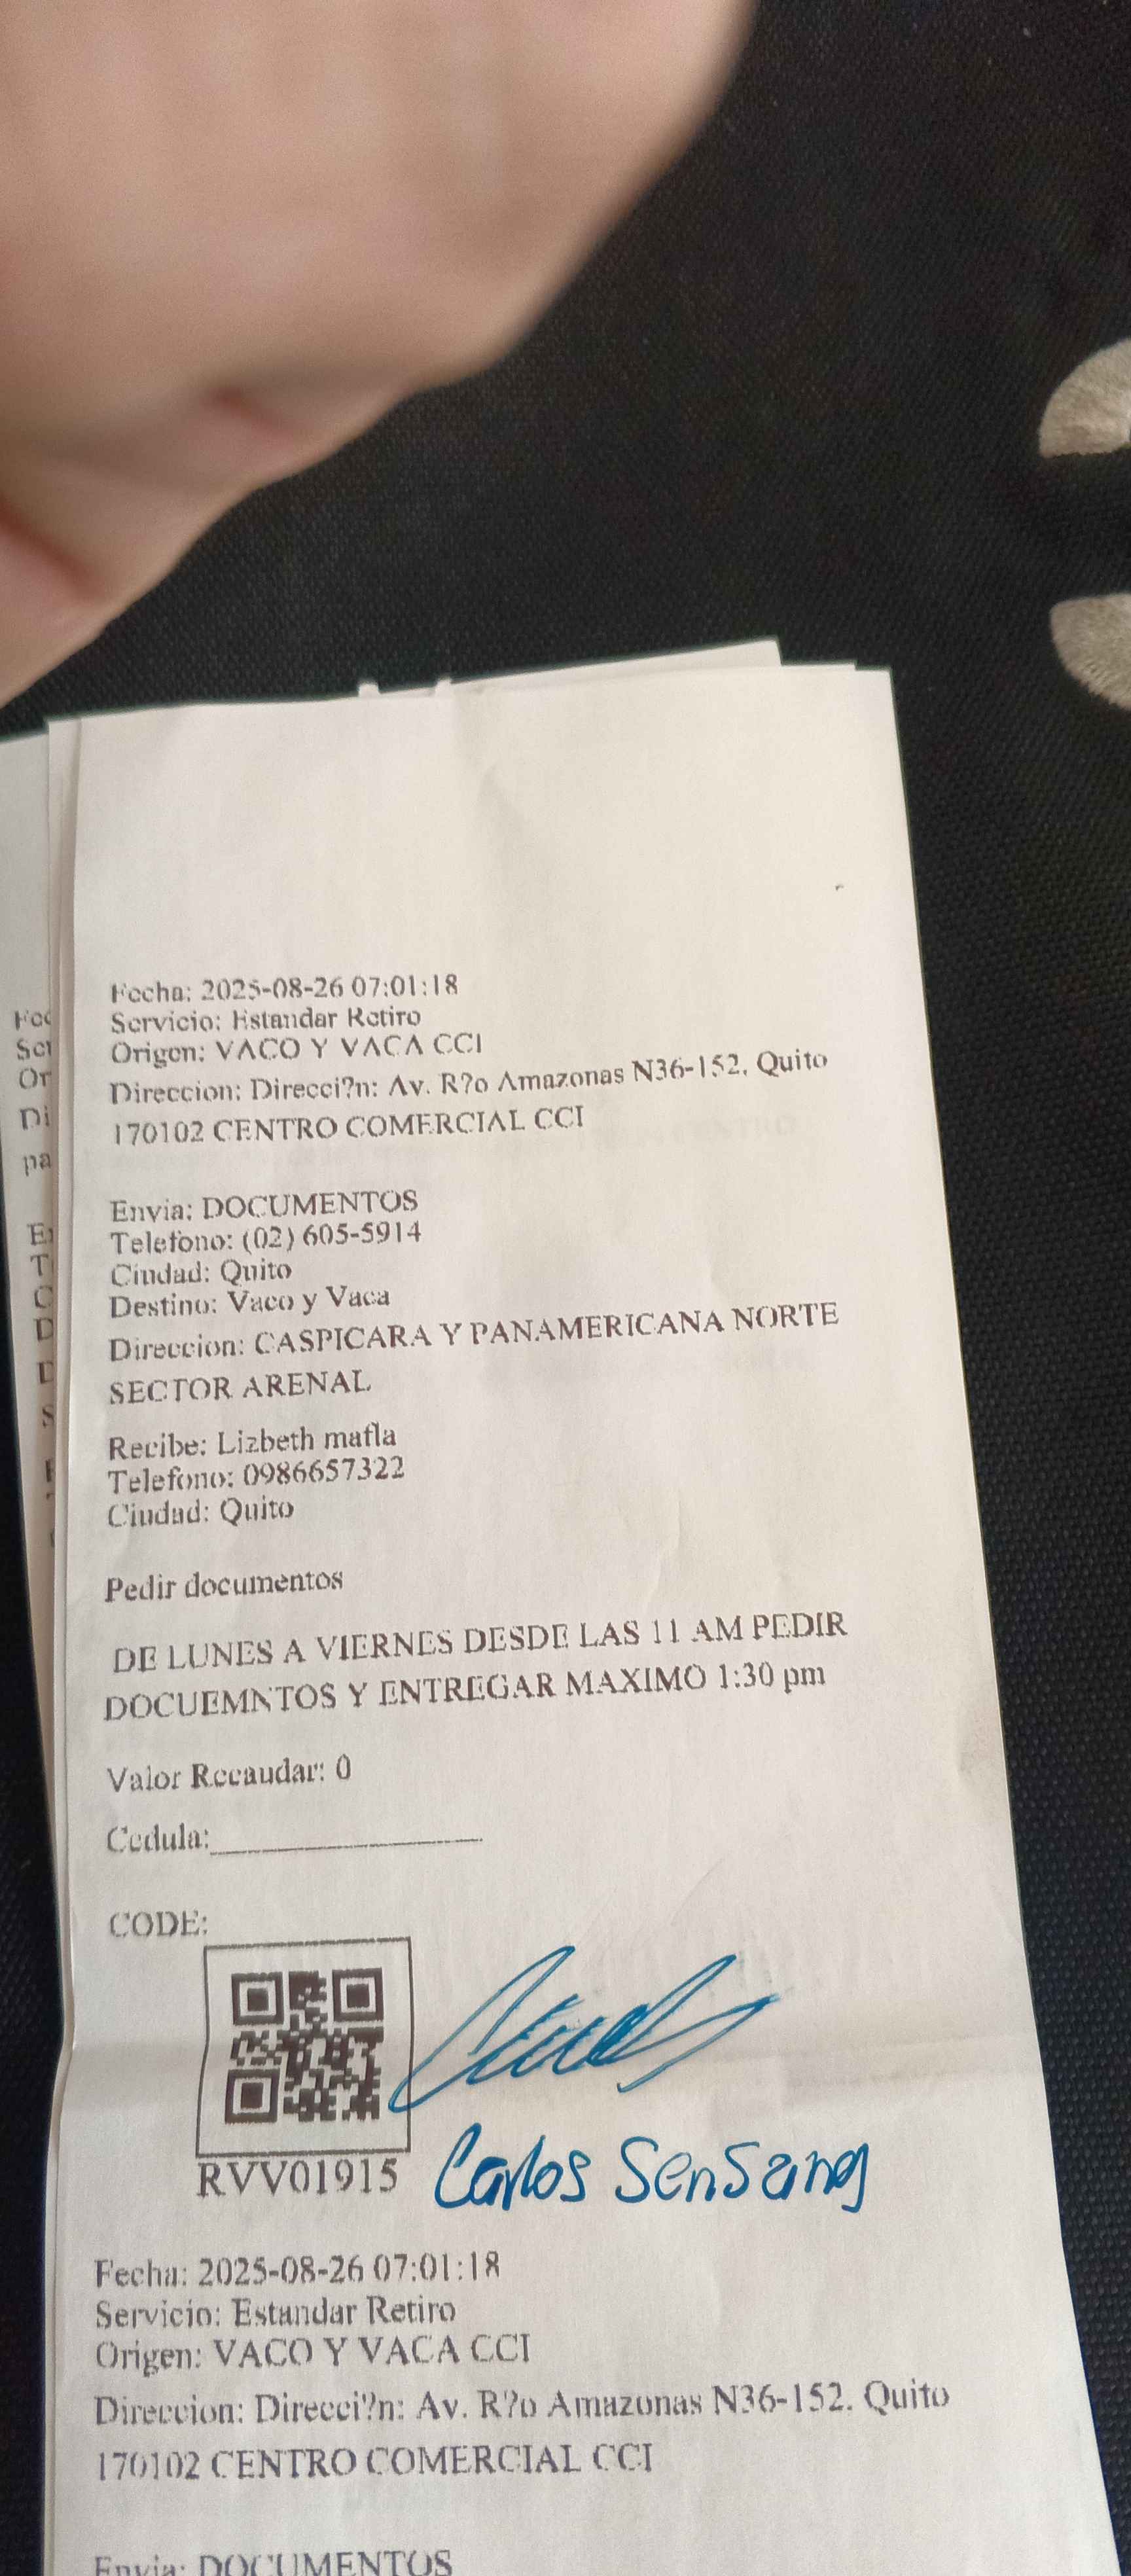 Fecha: 2025-08-26 07:01:18
Servicio: Estandar Retiro
Origen: VACO Y VACA CCI
Direccion: Direcci?n: Av. R?o Amazonas N36-152, Quito
170102 CENTRO COMERCIAL CCI
Envia: DOCUMENTOS
Telefono: (02) 605-5914
Ciudad: Quito
Destino: Vaco y Vaca
Direccion: CASPICARA Y PANAMERICANA NORTE
SECTOR ARENAL
Recibe: Lizbeth mafla
Telefono: 0986657322
Ciudad: Quito
Pedir documentos
DE LUNES A VIERNES DESDE LAS 11 AM PEDIR
DOCUEMNTOS Y ENTREGAR MAXIMO 1:30 pm
Valor Recaudar: 0
Cedula:
CODE:
RVV01915
Carlos
Fecha: 2025-08-26 07:01:18
Servicio: Estandar Retiro
Origen: VACO Y VACA CCI
Direccion: Direcci?n: Av. R?o Amazonas N36-152, Quito
170102 CENTRO COMERCIAL CCI
Envia: DOCUMENTOS